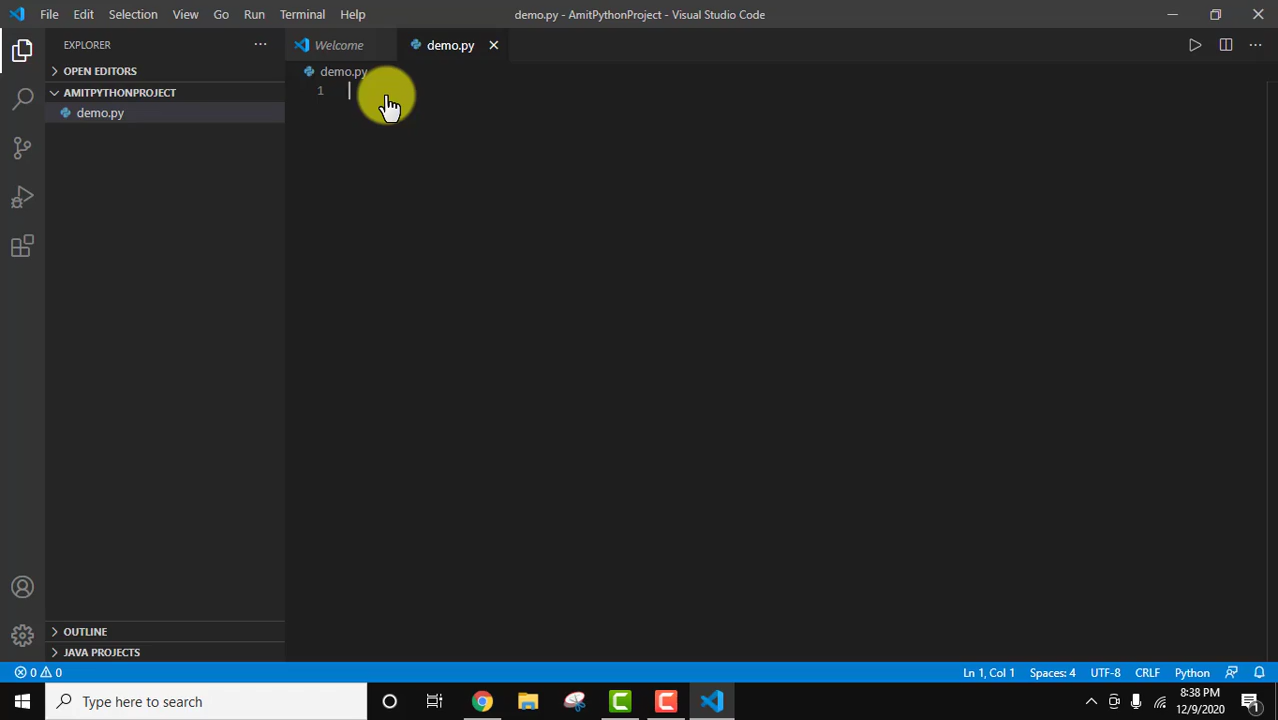 File Edit Selection View Go Run Terminal Help
demo.py - AmitPythonProject - Visual Studio Code
EXPLORER
Welcome
demo.py
OPEN EDITORS
demo.py
AMITPYTHONPROJECT
1
demo.py
OUTLINE
JAVA PROJECTS
0 0
Ln 1, Col 1 Spaces: 4 UTF-8 CRLF Python
Type here to search
8:38 PM
12/9/2020
1